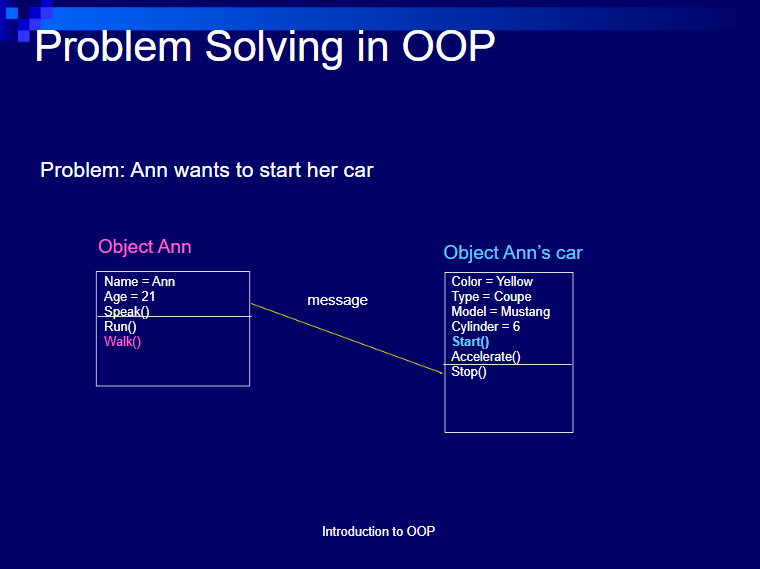 Problem Solving in OOP
Problem: Ann wants to start her car
Object Ann
Name = Ann
Age = 21
Speak()
Run()
Walk()
message
Object Ann’s car
Color = Yellow
Type = Coupe
Model = Mustang
Cylinder = 6
Start()
Accelerate()
Stop()
Introduction to OOP